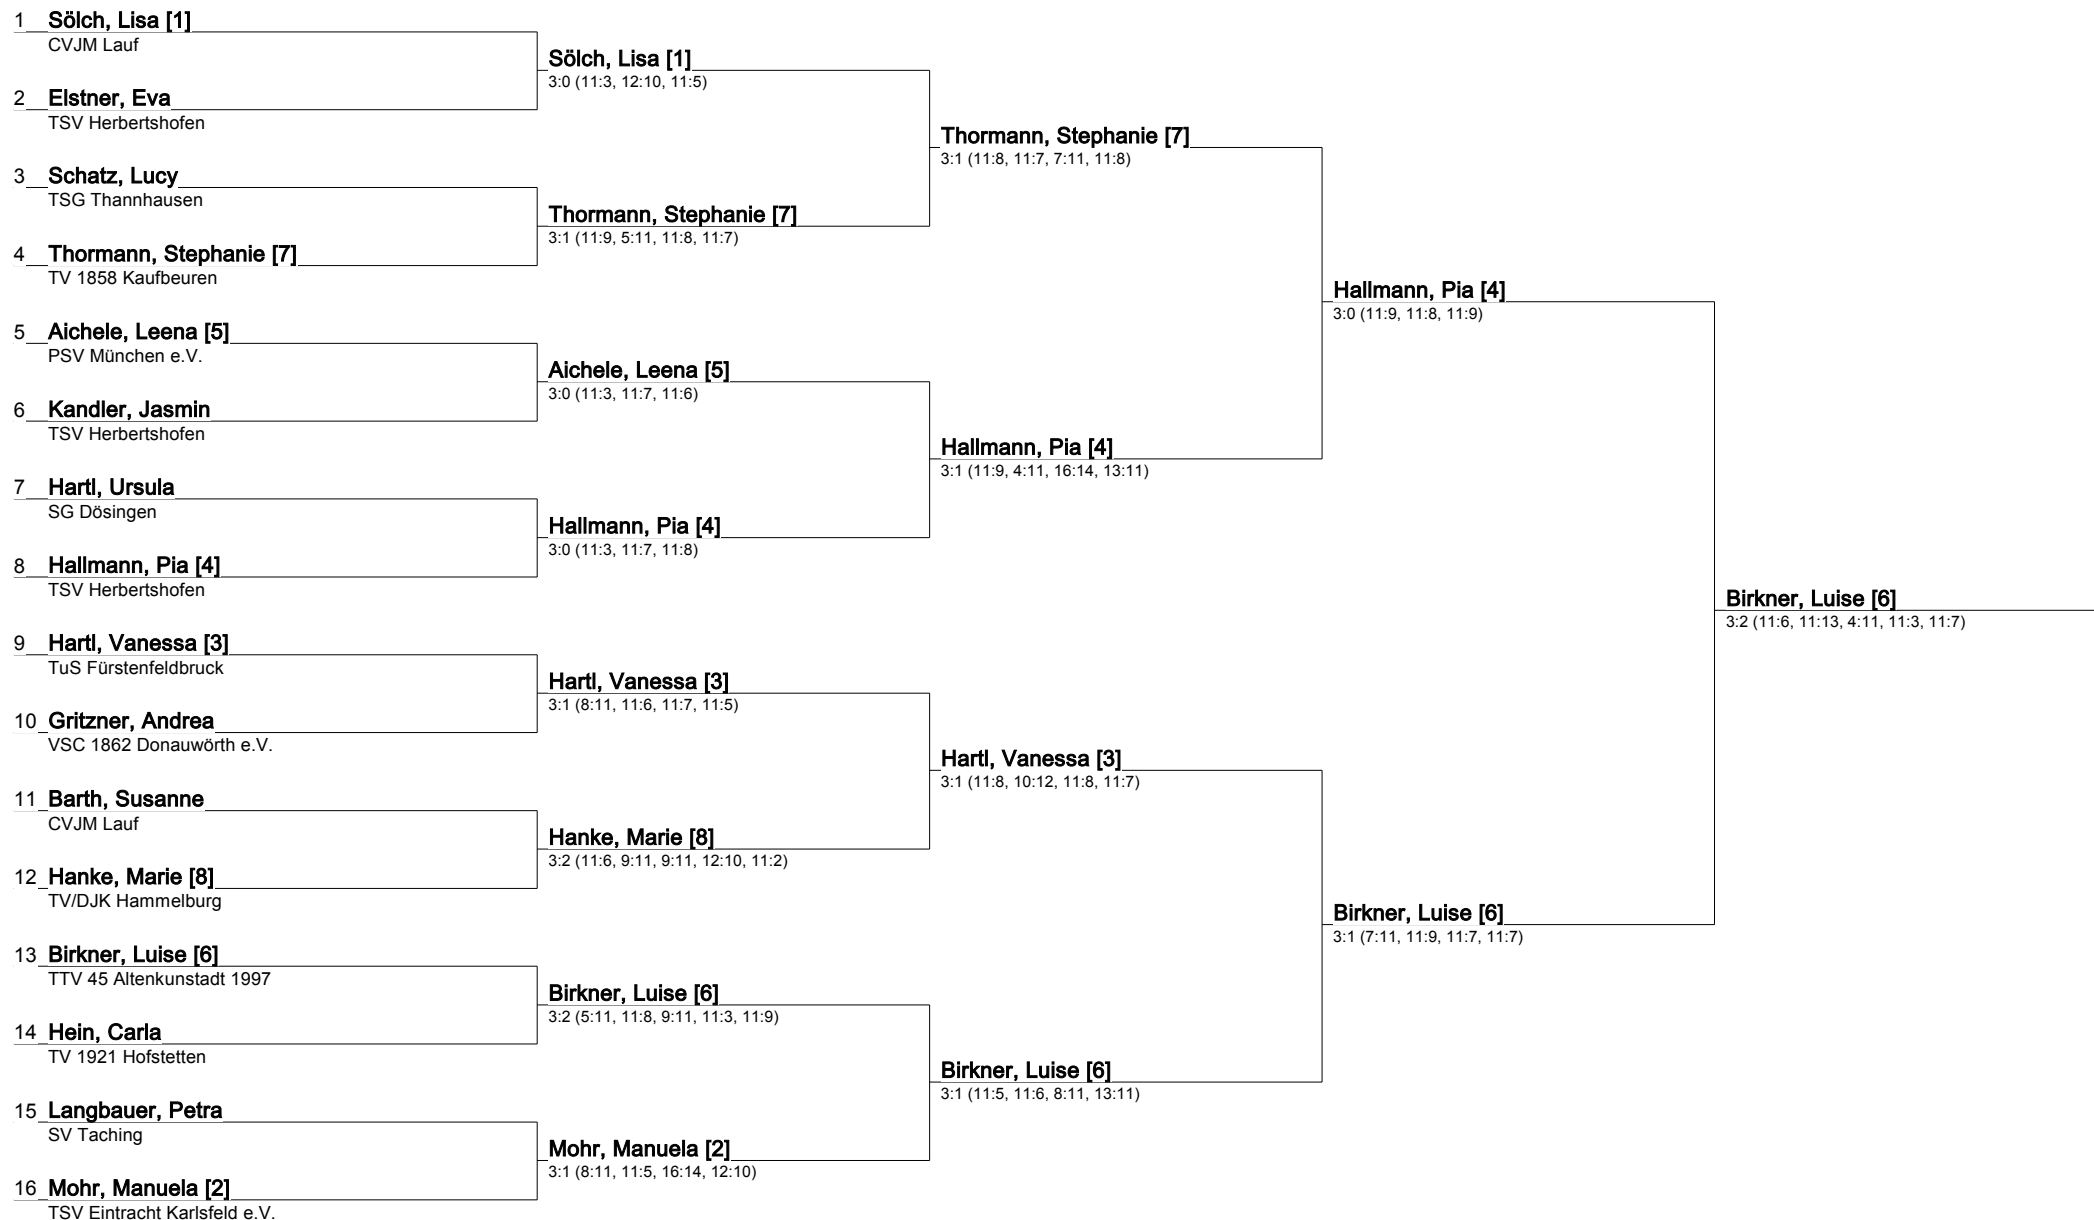 1 Sölch, Lisa [1]
CVJM Lauf
2 Elstner, Eva
TSV Herbertshofen
3 Schatz, Lucy
TSG Thannhausen
4 Thormann, Stephanie [7]
TV 1858 Kaufbeuren
5 Aichele, Leena [5]
PSV München e.V.
6 Kandler, Jasmin
TSV Herbertshofen
7 Hartl, Ursula
SG Dösingen
8 Hallmann, Pia [4]
TSV Herbertshofen
9 Hartl, Vanessa [3]
TuS Fürstenfeldbruck
10 Gritzner, Andrea
VSC 1862 Donauwörth e.V.
11 Barth, Susanne
CVJM Lauf
12 Hanke, Marie [8]
TV/DJK Hammelburg
13 Birkner, Luise [6]
TTV 45 Altenkunstadt 1997
14 Hein, Carla
TV 1921 Hofstetten
15 Langbauer, Petra
SV Taching
16 Mohr, Manuela [2]
TSV Eintracht Karlsfeld e.V.
Sölch, Lisa [1]
3:0 (11:3, 12:10, 11:5)
Thormann, Stephanie [7]
3:1 (11:9, 5:11, 11:8, 11:7)
Aichele, Leena [5]
3:0 (11:3, 11:7, 11:6)
Hallmann, Pia [4]
3:0 (11:3, 11:7, 11:8)
Hartl, Vanessa [3]
3:1 (8:11, 11:6, 11:7, 11:5)
Hanke, Marie [8]
3:2 (11:6, 9:11, 9:11, 12:10, 11:2)
Birkner, Luise [6]
3:2 (5:11, 11:8, 9:11, 11:3, 11:9)
Mohr, Manuela [2]
3:1 (8:11, 11:5, 16:14, 12:10)
Thormann, Stephanie [7]
3:1 (11:8, 11:7, 7:11, 11:8)
Hallmann, Pia [4]
3:1 (11:9, 4:11, 16:14, 13:11)
Hartl, Vanessa [3]
3:1 (11:8, 10:12, 11:8, 11:7)
Birkner, Luise [6]
3:1 (11:5, 11:6, 8:11, 13:11)
Hallmann, Pia [4]
3:0 (11:9, 11:8, 11:9)
Birkner, Luise [6]
3:1 (7:11, 11:9, 11:7, 11:7)
Birkner, Luise [6]
3:2 (11:6, 11:13, 4:11, 11:3, 11:7)